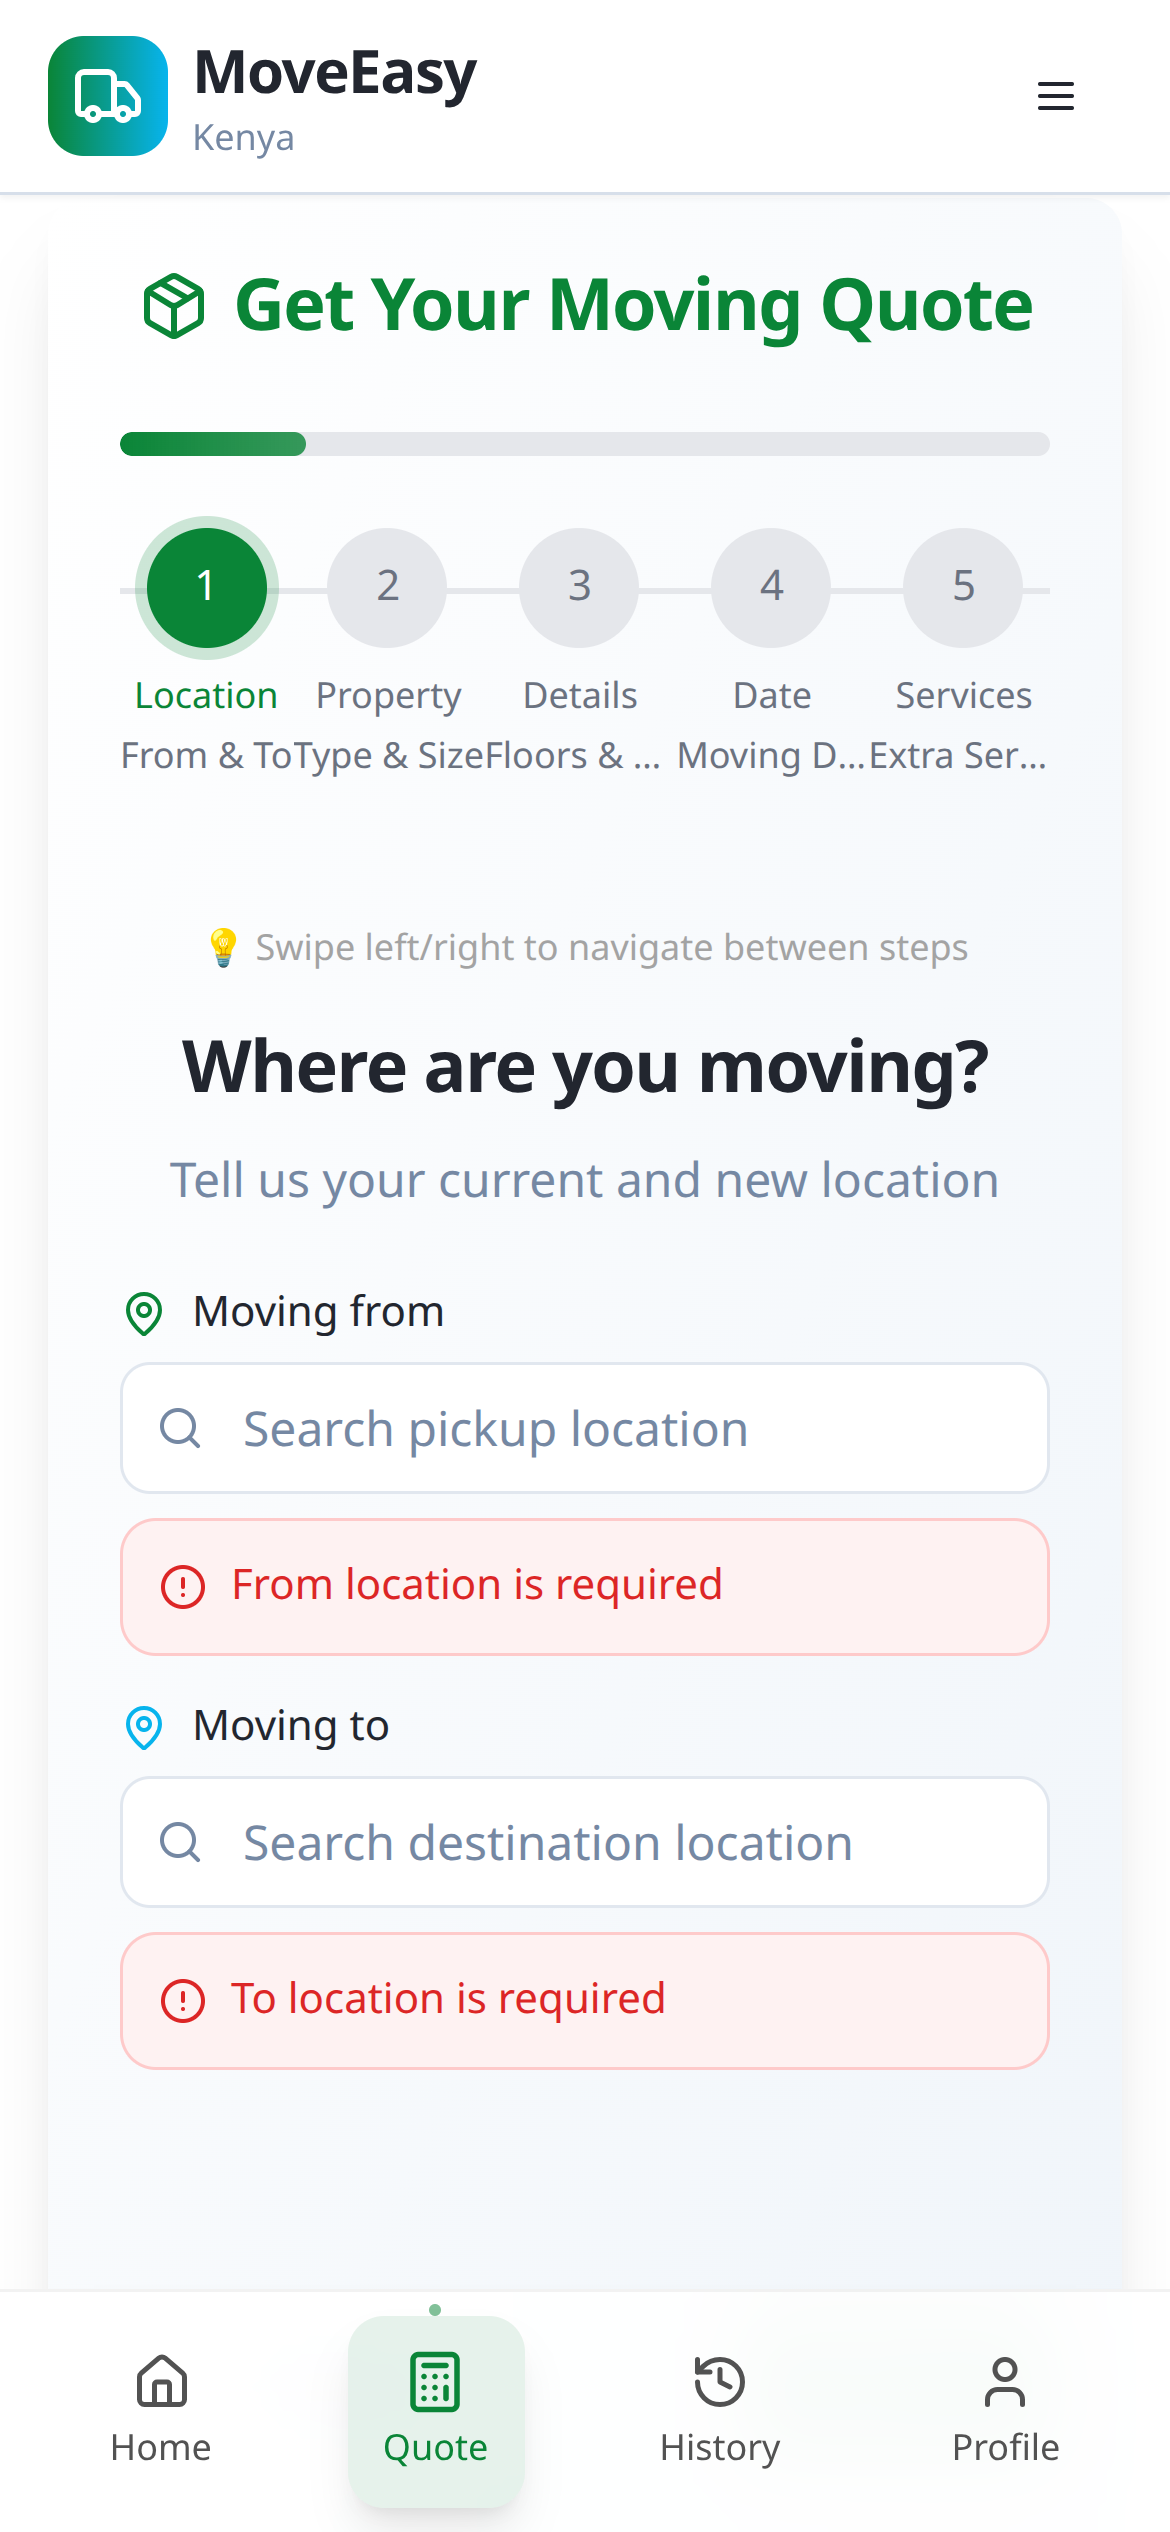 MoveEasy
Kenya
Get Your Moving Quote
1 2 3 4 5
Location Property Details Date Services
From & To Type & Size Floors & ... Moving D... Extra Ser...
💡 Swipe left/right to navigate between steps
Where are you moving?
Tell us your current and new location
Moving from
Search pickup location
From location is required
Moving to
Search destination location
To location is required
Home Quote History Profile